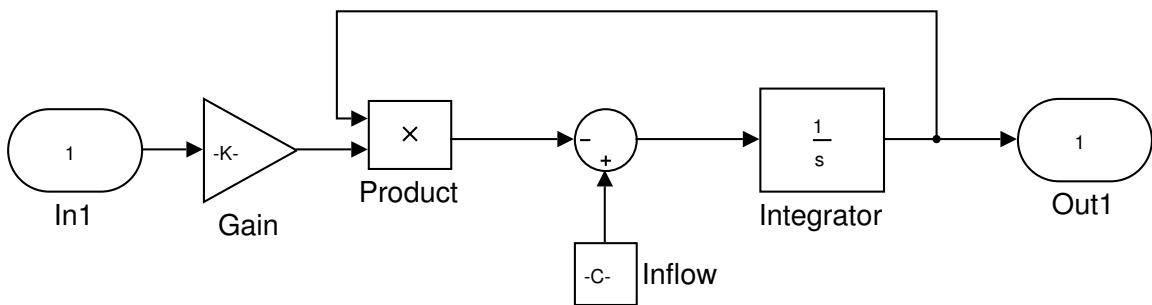 1
In1
-K-
Gain
×
Product
-
+
-C-
Inflow
1
s
Integrator
1
Out1